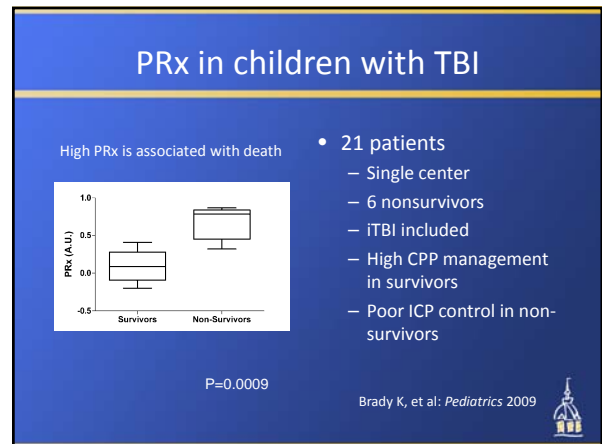 PRx in children with TBI
High PRx is associated with death
1.0
0.5
0.0
-0.5
PRx (A.U.)
Survivors Non-Survivors
P=0.0009
• 21 patients
– Single center
– 6 nonsurvivors
– iTBI included
– High CPP management
in survivors
– Poor ICP control in non-
survivors
Brady K, et al: Pediatrics 2009